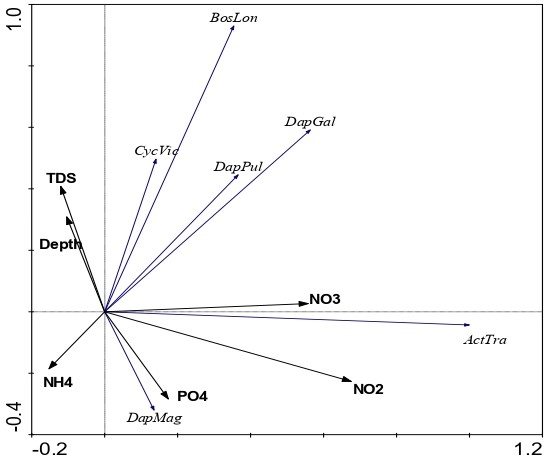 1.0
BosLon
DapGal
CycVic
DapPul
TDS
Depth
NO3
ActTra
NH4
PO4
NO2
DapMag
-0.4
-0.2
1.2